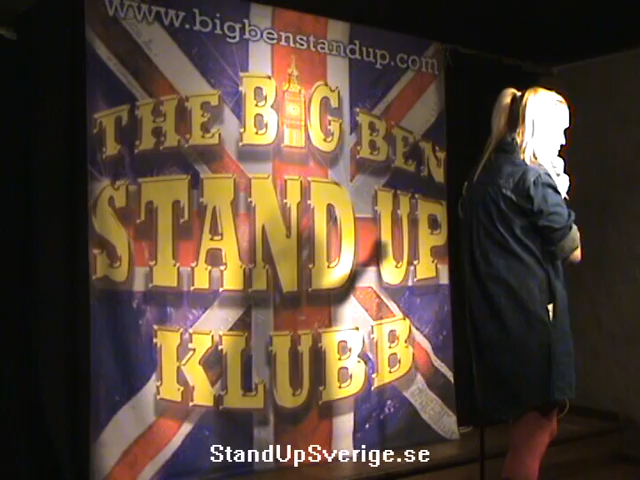 www.bigbenstandup.com
THE BIG BEN
STAND UP
KLUBB
StandUpSverige.se